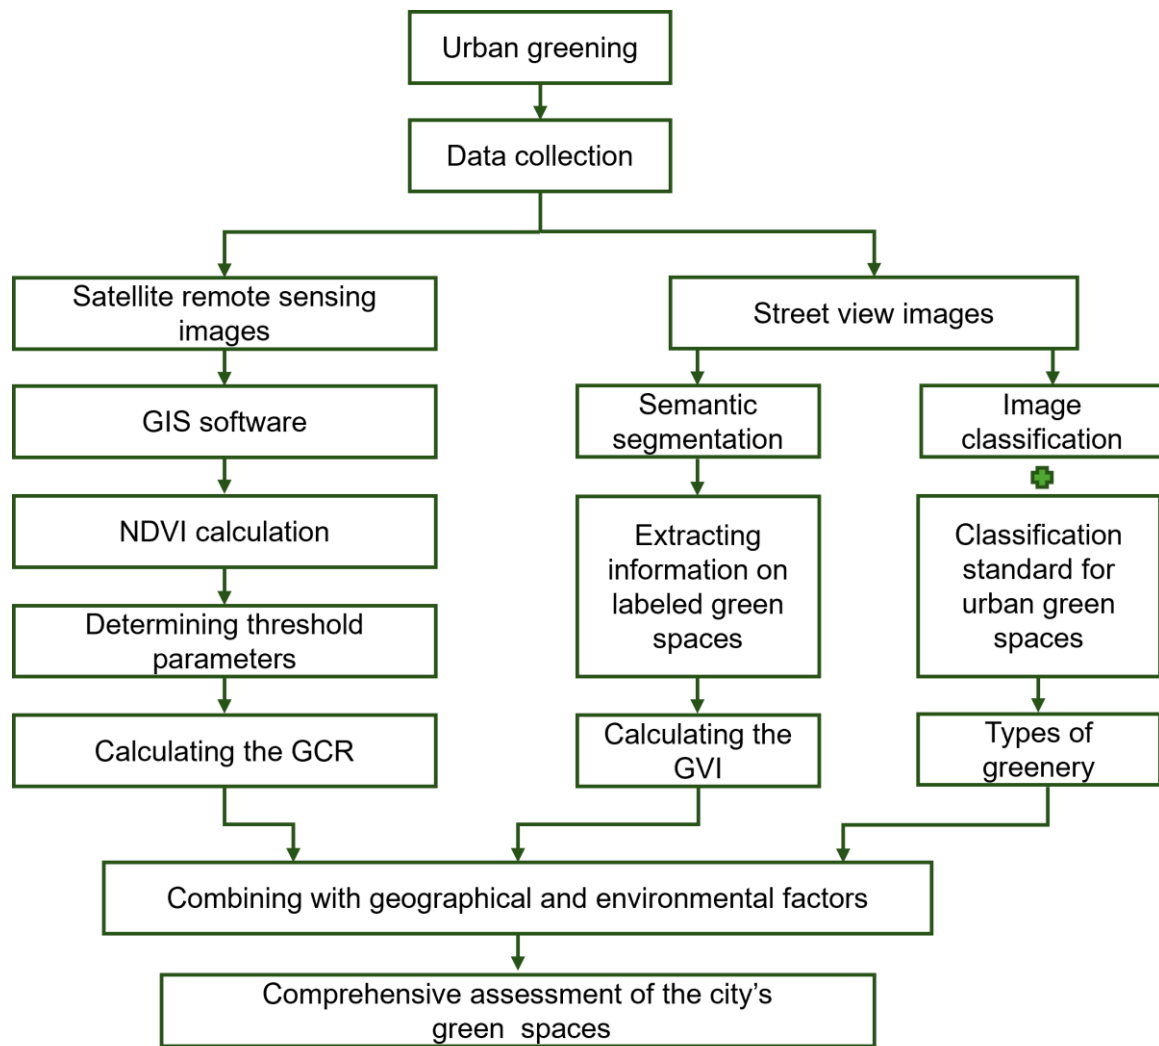 Urban greening
Data collection
Satellite remote sensing
images
Street view images
GIS software
Semantic
segmentation
Image
classification
NDVI calculation
Extracting
information on
labeled green
spaces
Classification
standard for
urban green
spaces
Determining threshold
parameters
Calculating the GCR
Calculating the
GVI
Types of
greenery
Combining with geographical and environmental factors
Comprehensive assessment of the city’s
green spaces